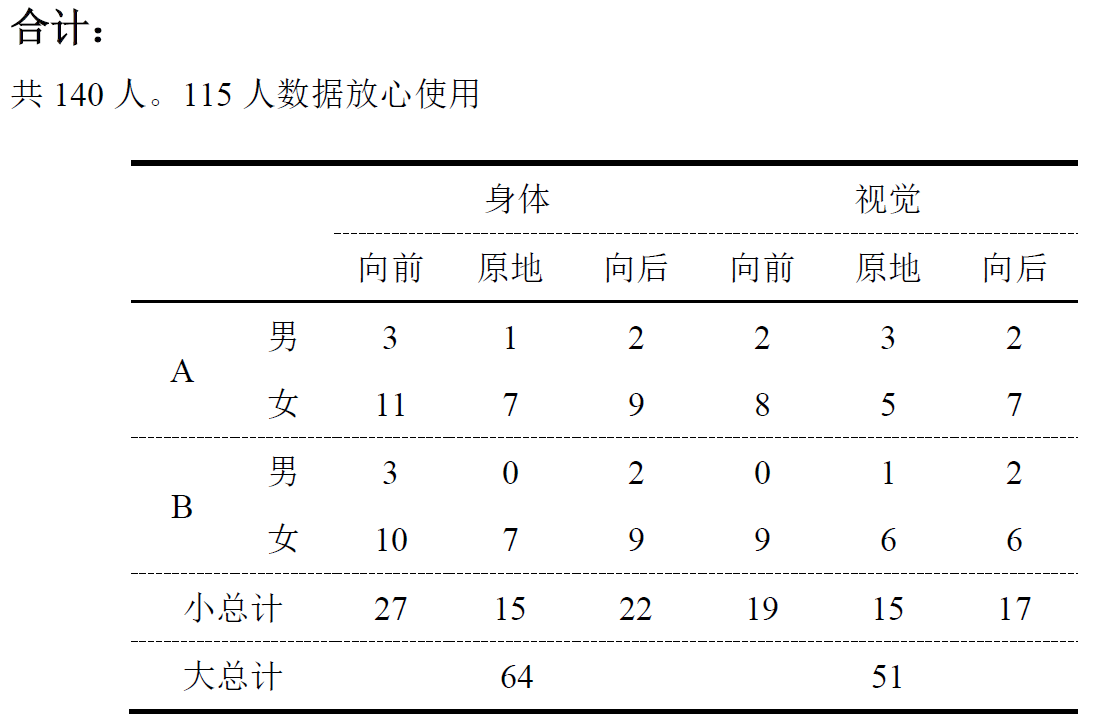 合计：
共 140 人。115 人数据放心使用
身体 视觉
向前 原地 向后 向前 原地 向后
A
男 3 1 2 2 3 2
女 11 7 9 8 5 7
B
男 3 0 2 0 1 2
女 10 7 9 9 6 6
小总计 27 15 22 19 15 17
大总计 64 51